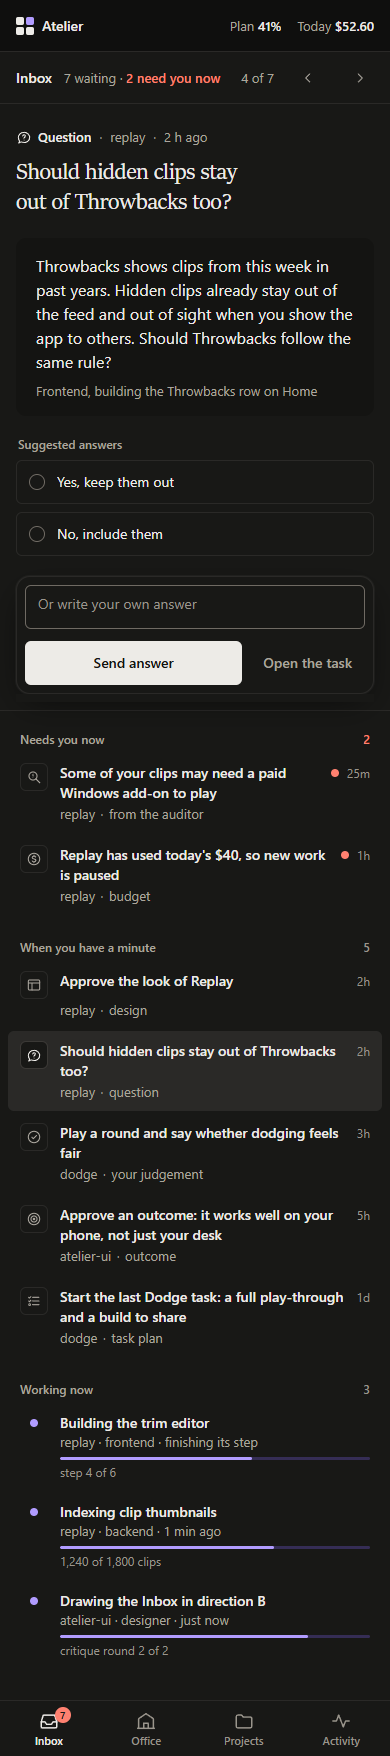 Atelier
Plan 41% Today $52.60
Inbox 7 waiting · 2 need you now 4 of 7
Question · replay · 2 h ago
Should hidden clips stay
out of Throwbacks too?
Throwbacks shows clips from this week in
past years. Hidden clips already stay out of
the feed and out of sight when you show the
app to others. Should Throwbacks follow the
same rule?
Frontend, building the Throwbacks row on Home
Suggested answers
Yes, keep them out
No, include them
Or write your own answer
Send answer
Open the task
Needs you now 2
Some of your clips may need a paid 25m
Windows add-on to play
replay · from the auditor
Replay has used today's $40, so new work 1h
is paused
replay · budget
When you have a minute 5
Approve the look of Replay 2h
replay · design
Should hidden clips stay out of Throwbacks 2h
too?
replay · question
Play a round and say whether dodging feels 3h
fair
dodge · your judgement
Approve an outcome: it works well on your 5h
phone, not just your desk
atelier-ui · outcome
Start the last Dodge task: a full play-through 1d
and a build to share
dodge · task plan
Working now 3
Building the trim editor
replay · frontend · finishing its step
step 4 of 6
Indexing clip thumbnails
replay · backend · 1 min ago
1,240 of 1,800 clips
Drawing the Inbox in direction B
atelier-ui · designer · just now
critique round 2 of 2
7
Inbox Office Projects Activity